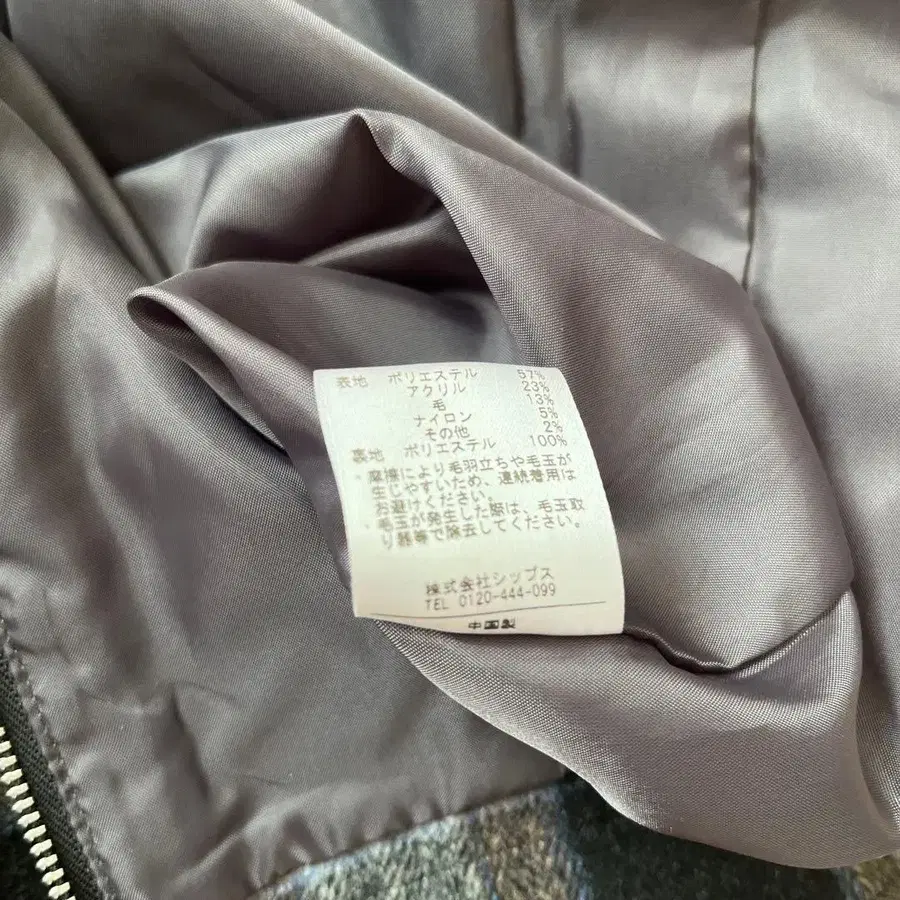 表地 ポリエステル 57%
アクリル 23%
毛 13%
ナイロン 5%
その他 2%
裏地 ポリエステル 100%
・摩擦により毛羽立ちや毛玉が
生じやすいため、連続着用は
お避けください。
・毛玉が発生した際は、毛玉取
り器等で除去してください。
株式会社シップス
TEL 0120-444-099
中国製